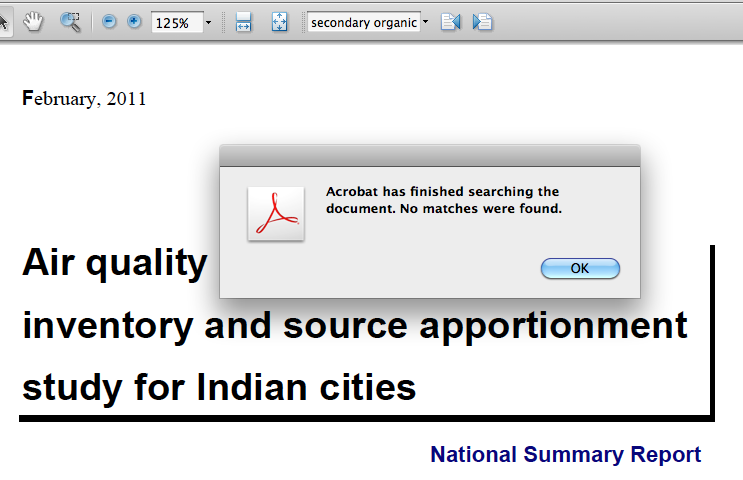 125%
secondary organic
February, 2011
Acrobat has finished searching the
document. No matches were found.
OK
Air quality
inventory and source apportionment
study for Indian cities
National Summary Report